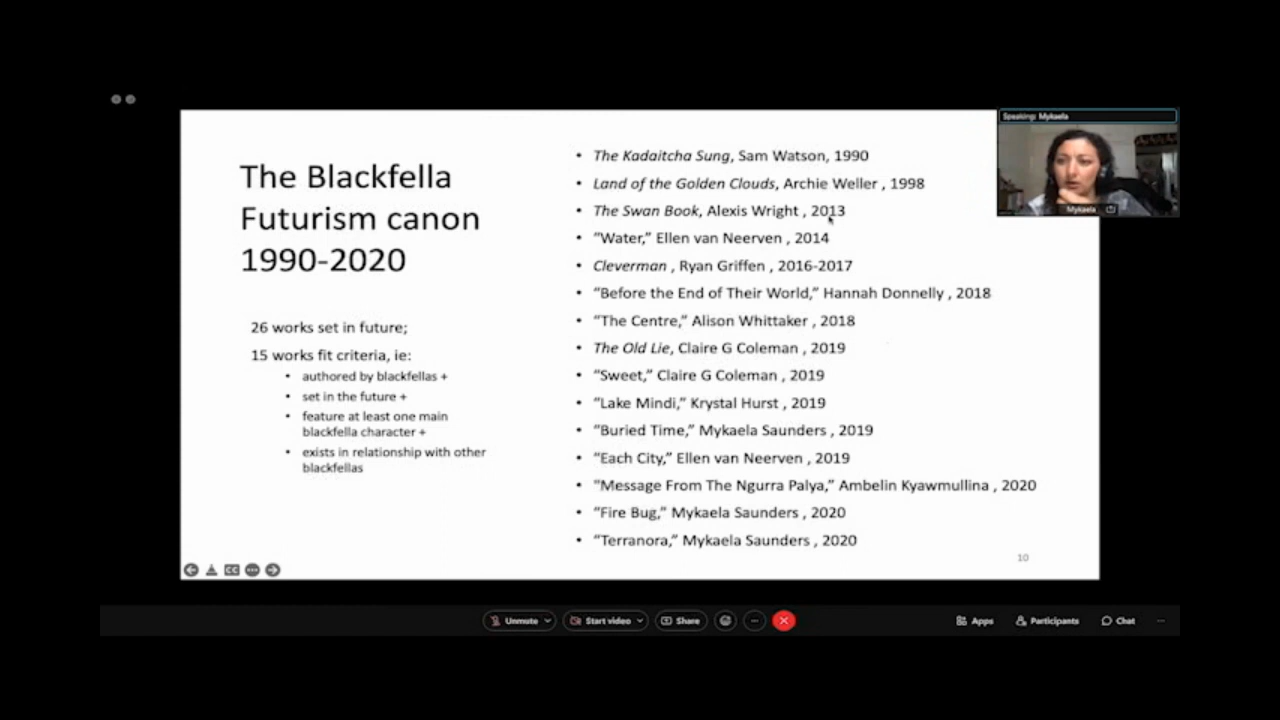 Speaking: Mykaela
Mykaela
The Blackfella
Futurism canon
1990-2020
26 works set in future;
15 works fit criteria, ie:
• authored by blackfellas +
• set in the future +
• feature at least one main
blackfella character +
• exists in relationship with other
blackfellas
• The Kadaitcha Sung, Sam Watson, 1990
• Land of the Golden Clouds, Archie Weller , 1998
• The Swan Book, Alexis Wright , 2013
• “Water,” Ellen van Neerven , 2014
• Cleverman , Ryan Griffen , 2016-2017
• “Before the End of Their World,” Hannah Donnelly , 2018
• “The Centre,” Alison Whittaker , 2018
• The Old Lie, Claire G Coleman , 2019
• “Sweet,” Claire G Coleman , 2019
• “Lake Mindi,” Krystal Hurst , 2019
• “Buried Time,” Mykaela Saunders , 2019
• “Each City,” Ellen van Neerven , 2019
• “Message From The Ngurra Palya,” Ambelin Kyawmullina , 2020
• “Fire Bug,” Mykaela Saunders , 2020
• “Terranora,” Mykaela Saunders , 2020
10
CC
Unmute Start video Share Apps Participants Chat